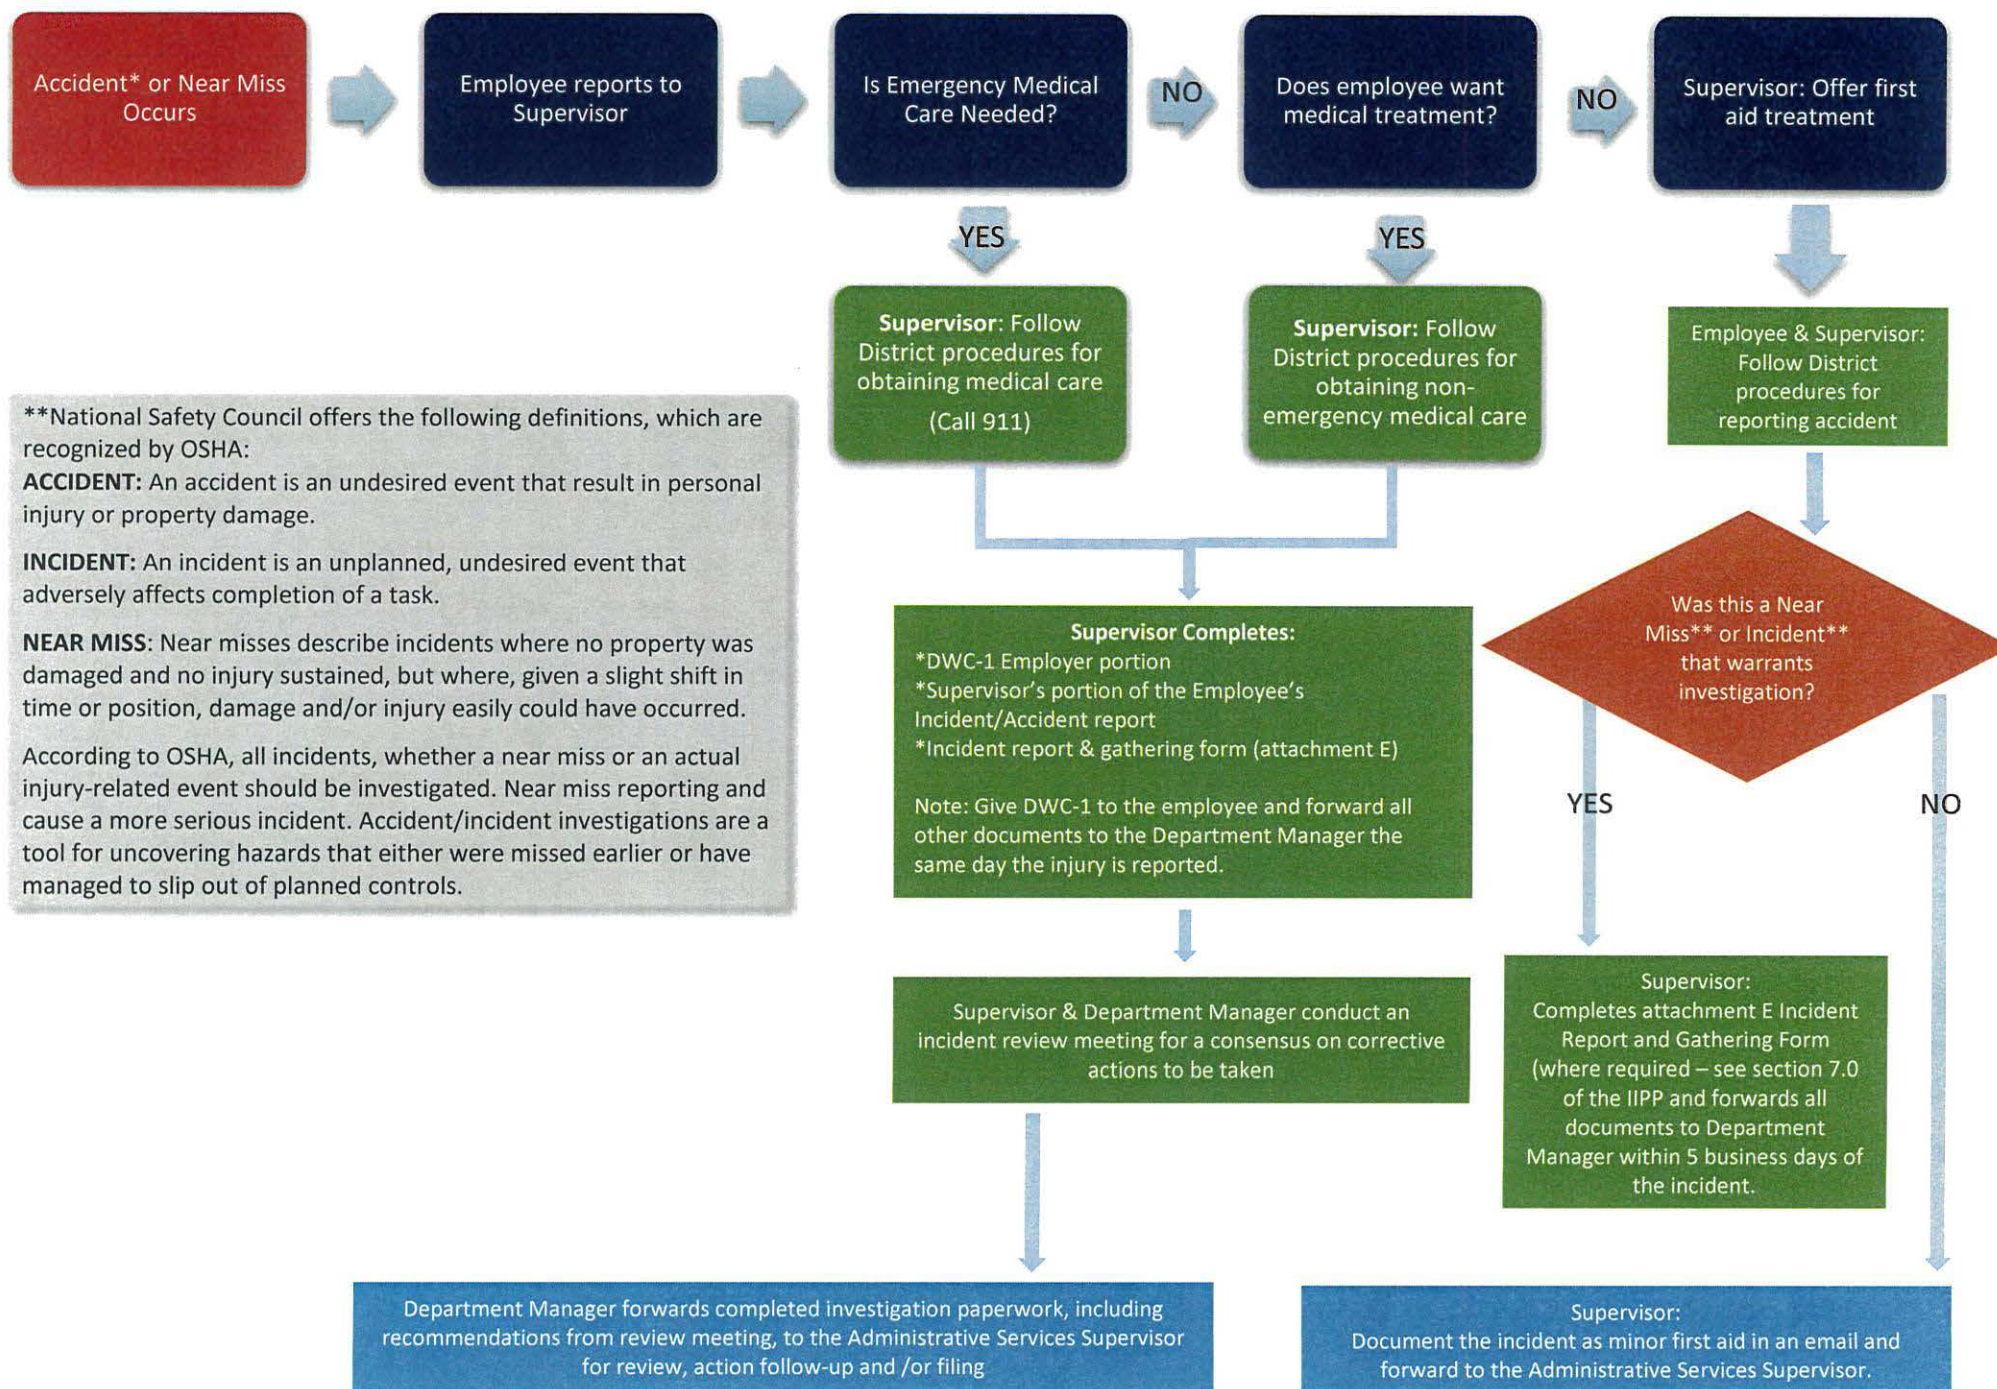 Accident* or Near Miss
Occurs
Employee reports to
Supervisor
Is Emergency Medical
Care Needed?
NO
Does employee want
medical treatment?
NO
Supervisor: Offer first
aid treatment
YES
YES
Supervisor: Follow
District procedures for
obtaining medical care
(Call 911)
Supervisor: Follow
District procedures for
obtaining non-
emergency medical care
Employee & Supervisor:
Follow District
procedures for
reporting accident
**National Safety Council offers the following definitions, which are
recognized by OSHA:
ACCIDENT: An accident is an undesired event that result in personal
injury or property damage.
INCIDENT: An incident is an unplanned, undesired event that
adversely affects completion of a task.
NEAR MISS: Near misses describe incidents where no property was
damaged and no injury sustained, but where, given a slight shift in
time or position, damage and/or injury easily could have occurred.
According to OSHA, all incidents, whether a near miss or an actual
injury-related event should be investigated. Near miss reporting and
cause a more serious incident. Accident/incident investigations are a
tool for uncovering hazards that either were missed earlier or have
managed to slip out of planned controls.
Supervisor Completes:
*DWC-1 Employer portion
*Supervisor's portion of the Employee's
Incident/Accident report
*Incident report & gathering form (attachment E)
Note: Give DWC-1 to the employee and forward all
other documents to the Department Manager the
same day the injury is reported.
Was this a Near
Miss** or Incident**
that warrants
investigation?
YES
NO
Supervisor & Department Manager conduct an
incident review meeting for a consensus on corrective
actions to be taken
Supervisor:
Completes attachment E Incident
Report and Gathering Form
(where required – see section 7.0
of the IIPP and forwards all
documents to Department
Manager within 5 business days of
the incident.
Department Manager forwards completed investigation paperwork, including
recommendations from review meeting, to the Administrative Services Supervisor
for review, action follow-up and /or filing
Supervisor:
Document the incident as minor first aid in an email and
forward to the Administrative Services Supervisor.